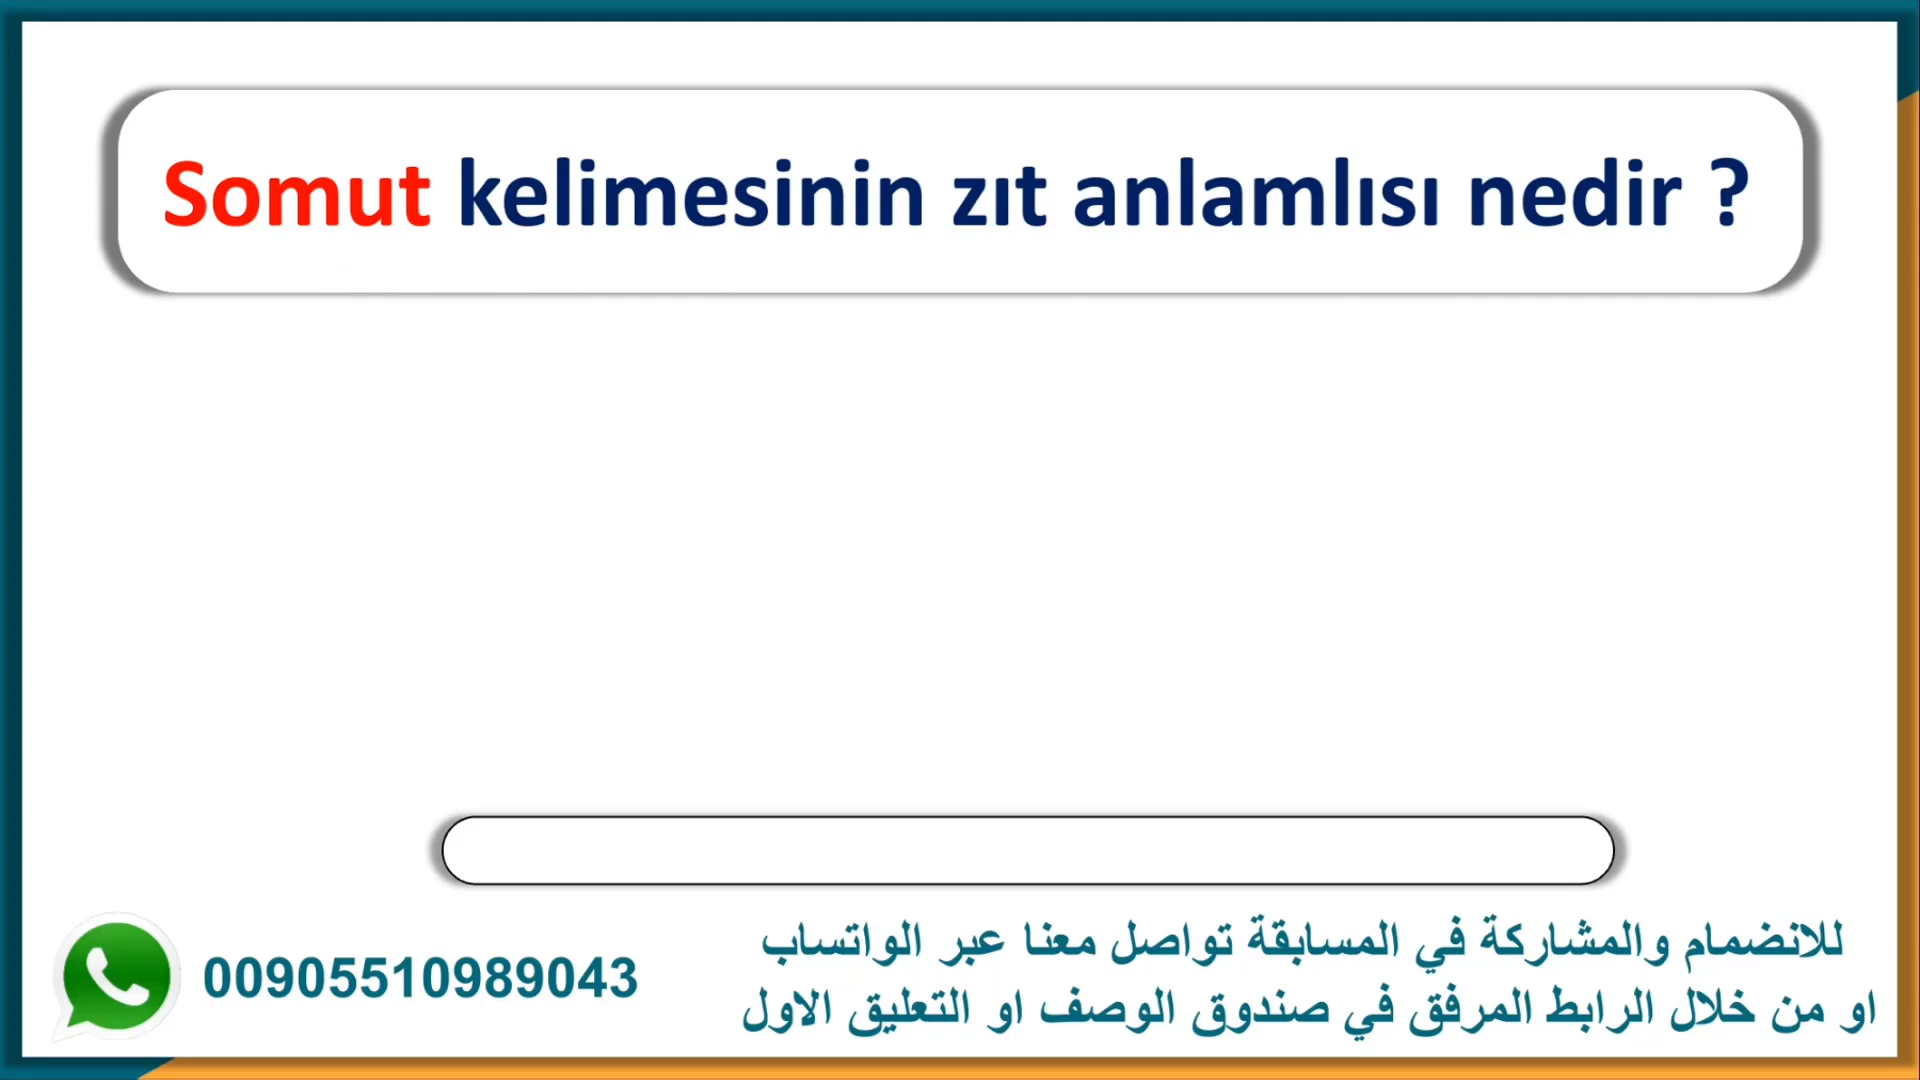 Somut kelimesinin zıt anlamlısı nedir ?
للانضمام والمشاركة في المسابقة تواصل معنا عبر الواتساب
00905510989043
او من خلال الرابط المرفق في صندوق الوصف او التعليق الاول